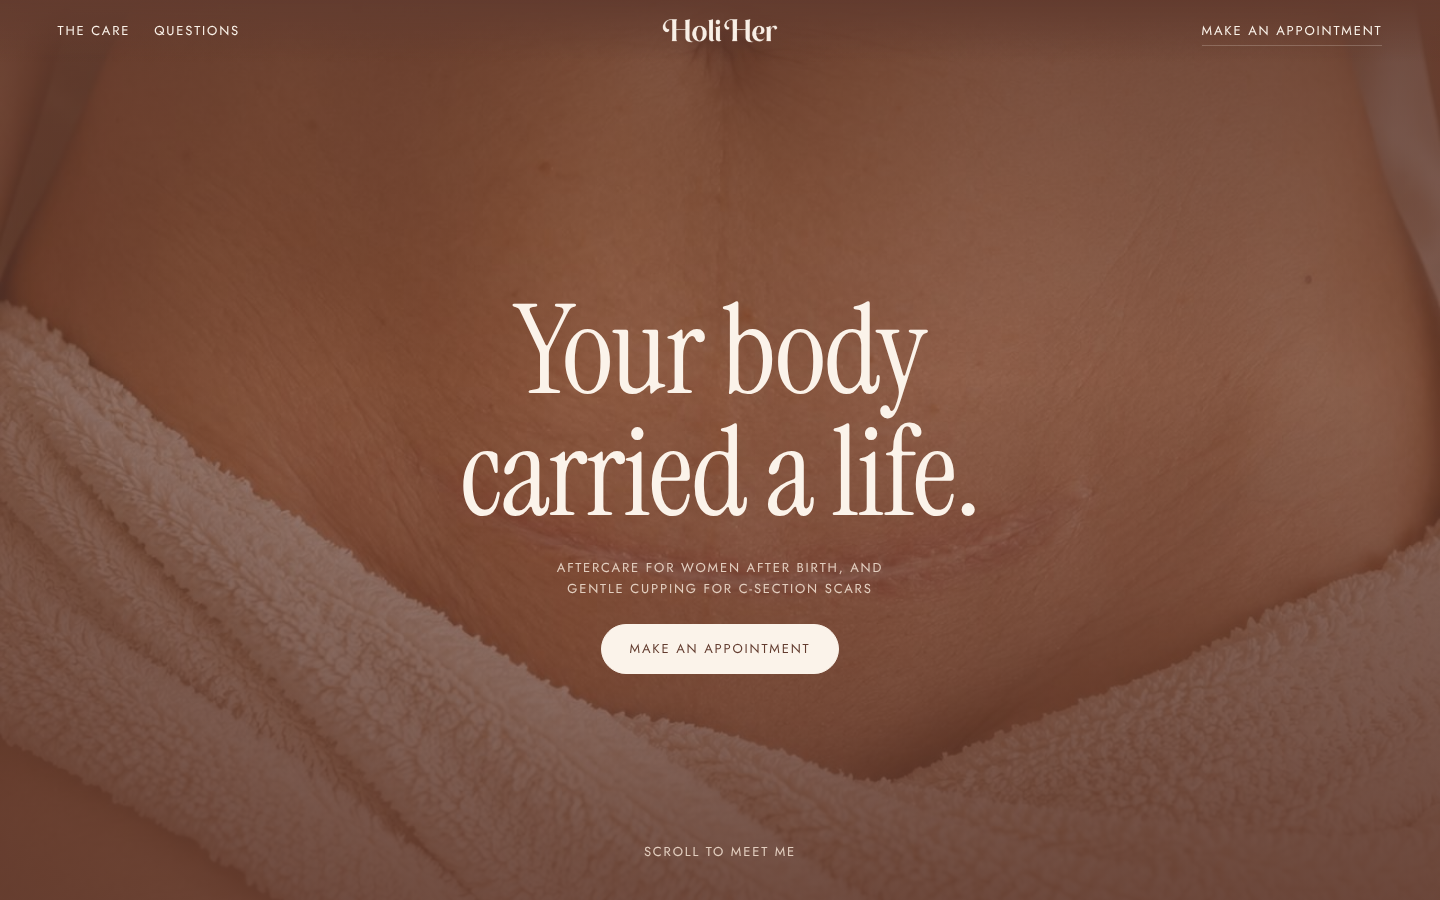 THE CARE
QUESTIONS
HoliHer
MAKE AN APPOINTMENT
Your body
carried a life.
AFTERCARE FOR WOMEN AFTER BIRTH, AND
GENTLE CUPPING FOR C-SECTION SCARS
MAKE AN APPOINTMENT
SCROLL TO MEET ME